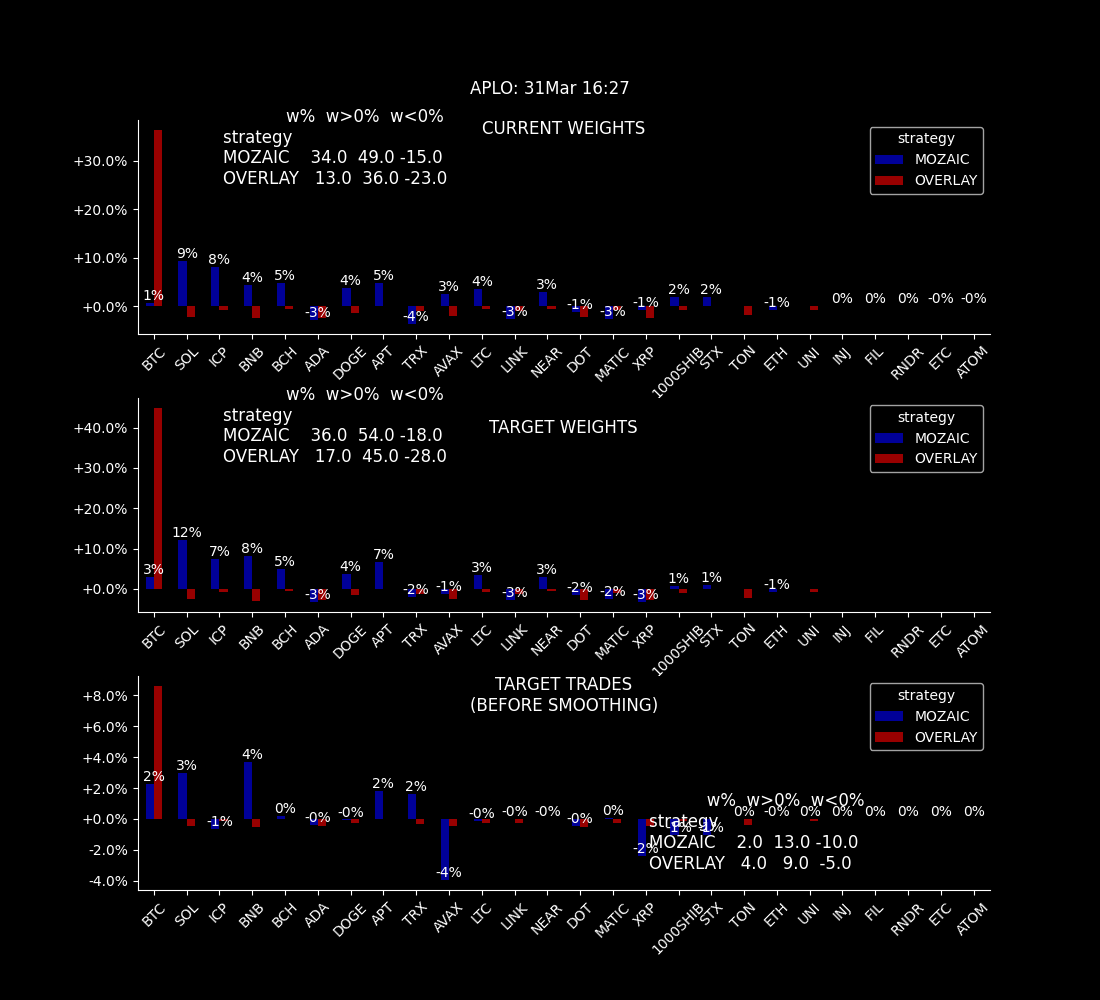 APLO: 31Mar 16:27
w% w>0% w<0%
strategy
MOZAIC 34.0 49.0 -15.0
OVERLAY 13.0 36.0 -23.0
CURRENT WEIGHTS
strategy
MOZAIC
OVERLAY
+30.0%
+20.0%
+10.0%
+0.0%
1% 9% 8% 4% 5% -3% 4% 5% -4% 3% 4% -3% 3% -1% -3% -1% 2% 2% -1% 0% 0% 0% -0% -0%
BTC SOL ICP BNB BCH ADA DOGE APT TRX AVAX LTC LINK NEAR DOT MATIC XRP 1000SHIB STX TON ETH UNI INJ FIL RNDR ETC ATOM
w% w>0% w<0%
strategy
MOZAIC 36.0 54.0 -18.0
OVERLAY 17.0 45.0 -28.0
TARGET WEIGHTS
strategy
MOZAIC
OVERLAY
+40.0%
+30.0%
+20.0%
+10.0%
+0.0%
3% 12% 7% 8% 5% -3% 4% 7% -2% -1% 3% -3% 3% -2% -2% -3% 1% 1% -1%
BTC SOL ICP BNB BCH ADA DOGE APT TRX AVAX LTC LINK NEAR DOT MATIC XRP 1000SHIB STX TON ETH UNI INJ FIL RNDR ETC ATOM
TARGET TRADES
(BEFORE SMOOTHING)
strategy
MOZAIC
OVERLAY
+8.0%
+6.0%
+4.0%
+2.0%
+0.0%
-2.0%
-4.0%
2% 3% -1% 4% 0% -0% -0% 2% 2% -4% -0% -0% 0% -0% 0% -2% -1% -1% 0% 0% 0% 0% 0% 0% 0% 0%
w% w>0% w<0%
strategy
MOZAIC 2.0 13.0 -10.0
OVERLAY 4.0 9.0 -5.0
BTC SOL ICP BNB BCH ADA DOGE APT TRX AVAX LTC LINK NEAR DOT MATIC XRP 1000SHIB STX TON ETH UNI INJ FIL RNDR ETC ATOM